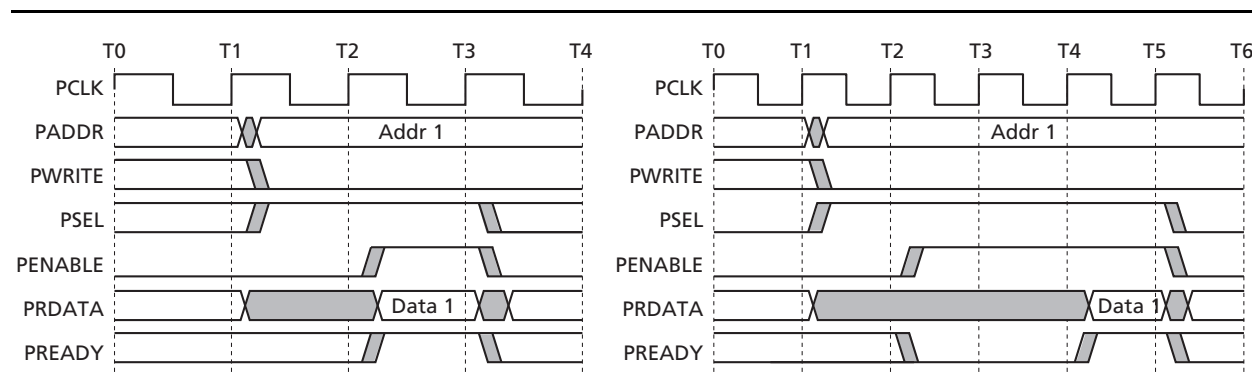 T0 T1 T2 T3 T4
PCLK
PADDR Addr 1
PWRITE
PSEL
PENABLE
PRDATA Data 1
PREADY
T0 T1 T2 T3 T4 T5 T6
PCLK
PADDR Addr 1
PWRITE
PSEL
PENABLE
PRDATA Data 1
PREADY